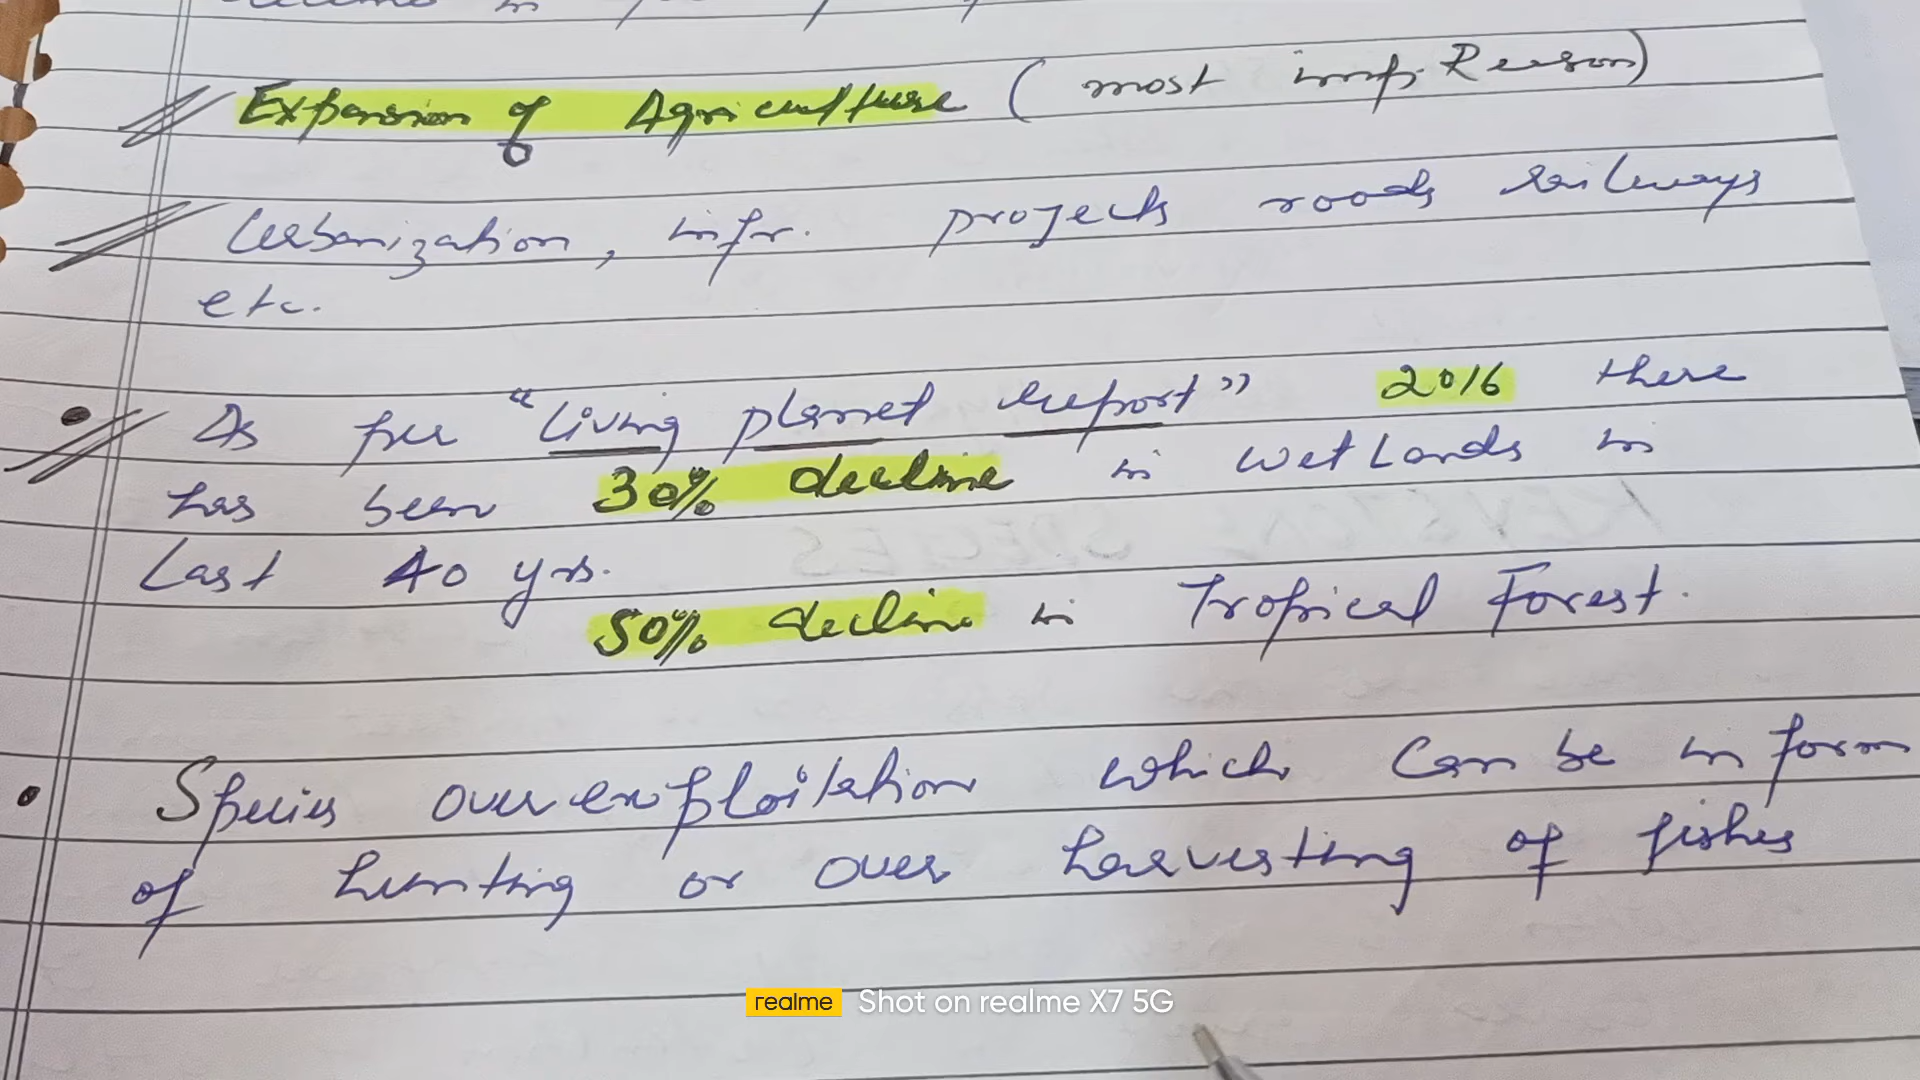 Expansion of Agriculture (most imp. Reason)
Urbanization, infr. projects roads railways
etc.
As per "Living planet report" 2016 there
has been 30% decline in wetLands in
Last 40 yrs.
50% decline in Tropical Forest.
Species over exploitation which can be in form
of hunting or over harvesting of fishes
KEYSTONE SPECIES
realme Shot on realme X7 5G